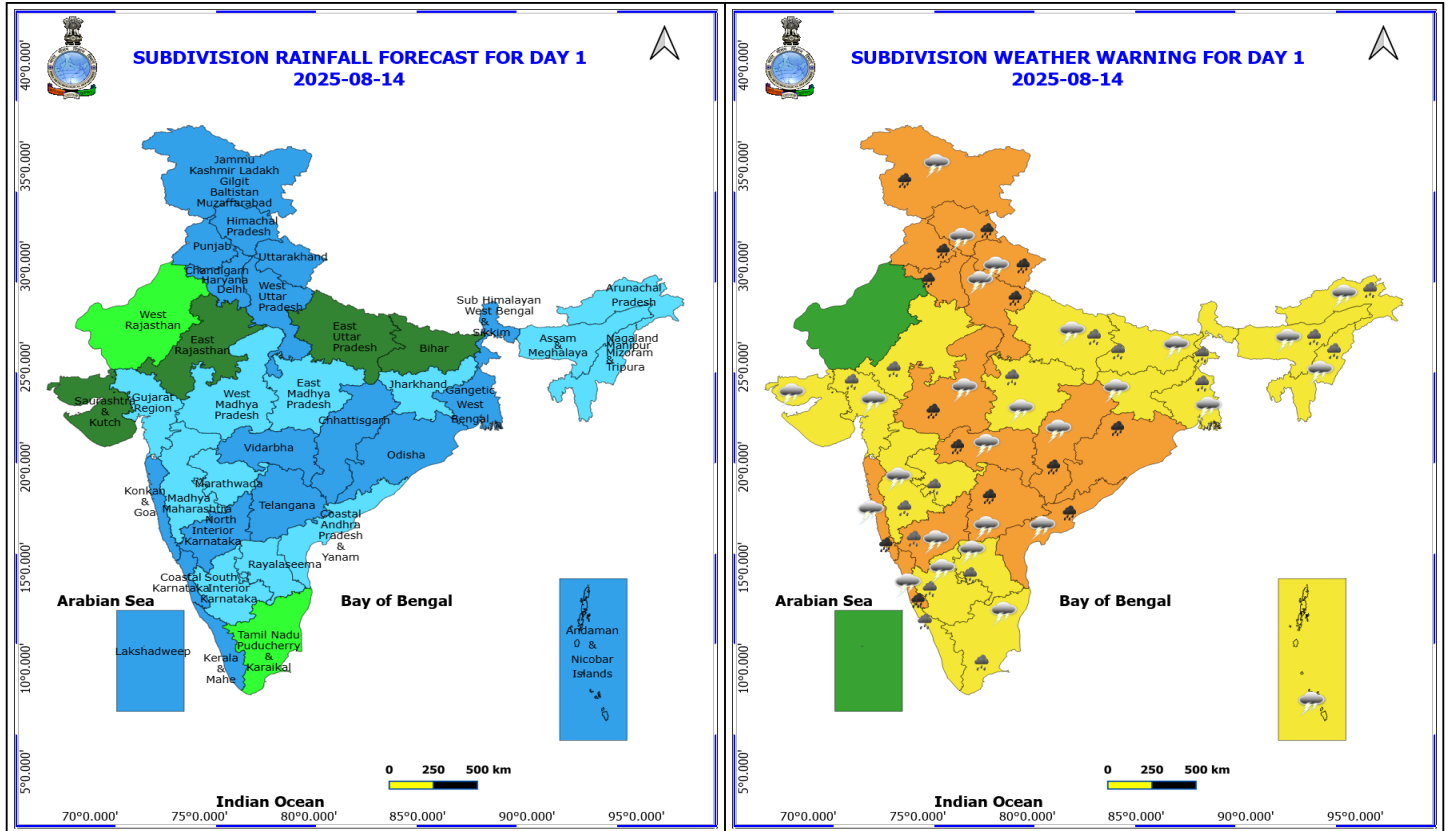 SUBDIVISION RAINFALL FORECAST FOR DAY 1
2025-08-14
40°0.000'
35°0.000'
30°0.000'
25°0.000'
20°0.000'
15°0.000'
10°0.000'
5°0.000'
Jammu
Kashmir Ladakh
Gilgit
Baltistan
Muzaffarabad
Himachal
Pradesh
Punjab
Uttarakhand
Chandigarh
Haryana
Delhi
West
Uttar
Pradesh
West
Rajasthan
East
Rajasthan
East
Uttar
Pradesh
Bihar
Sub Himalayan
West Bengal
&
Sikkim
Arunachal
Pradesh
Assam
&
Meghalaya
Nagaland
Manipur
Mizoram
&
Tripura
Saurashtra
&
Kutch
Gujarat
Region
West
Madhya
Pradesh
East
Madhya
Pradesh
Jharkhand
Gangetic
West
Bengal
Chhattisgarh
Vidarbha
Odisha
Konkan
&
Goa
Madhya
Maharashtra
Marathwada
Telangana
North
Interior
Karnataka
Coastal
Andhra
Pradesh
&
Yanam
Rayalaseema
Coastal
Karnataka
South
Interior
Karnataka
Tamil Nadu
Puducherry
&
Karaikal
Kerala
&
Mahe
Lakshadweep
Andaman
&
Nicobar
Islands
Arabian Sea
Bay of Bengal
Indian Ocean
0 250 500 km
70°0.000' 75°0.000' 80°0.000' 85°0.000' 90°0.000' 95°0.000'
SUBDIVISION WEATHER WARNING FOR DAY 1
2025-08-14
40°0.000'
35°0.000'
30°0.000'
25°0.000'
20°0.000'
15°0.000'
10°0.000'
5°0.000'
Arabian Sea
Bay of Bengal
Indian Ocean
0 250 500 km
70°0.000' 75°0.000' 80°0.000' 85°0.000' 90°0.000' 95°0.000'